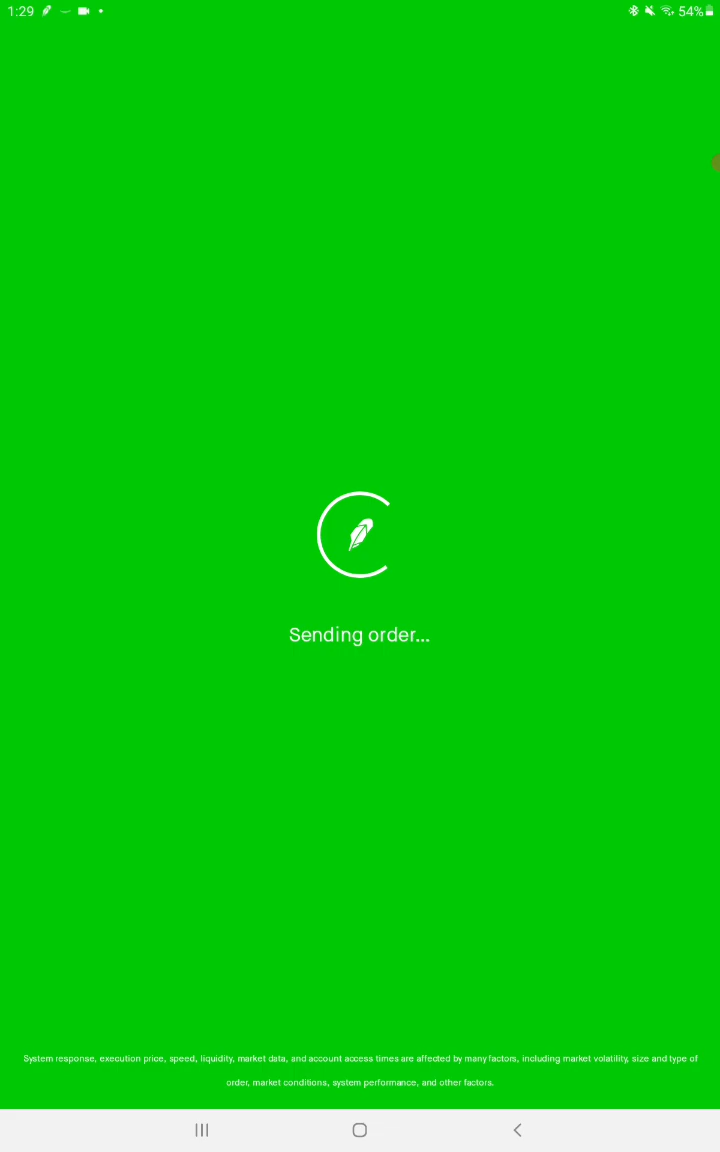 1:29 54%
Sending order...
System response, execution price, speed, liquidity, market data, and account access times are affected by many factors, including market volatility, size and type of
order, market conditions, system performance, and other factors.